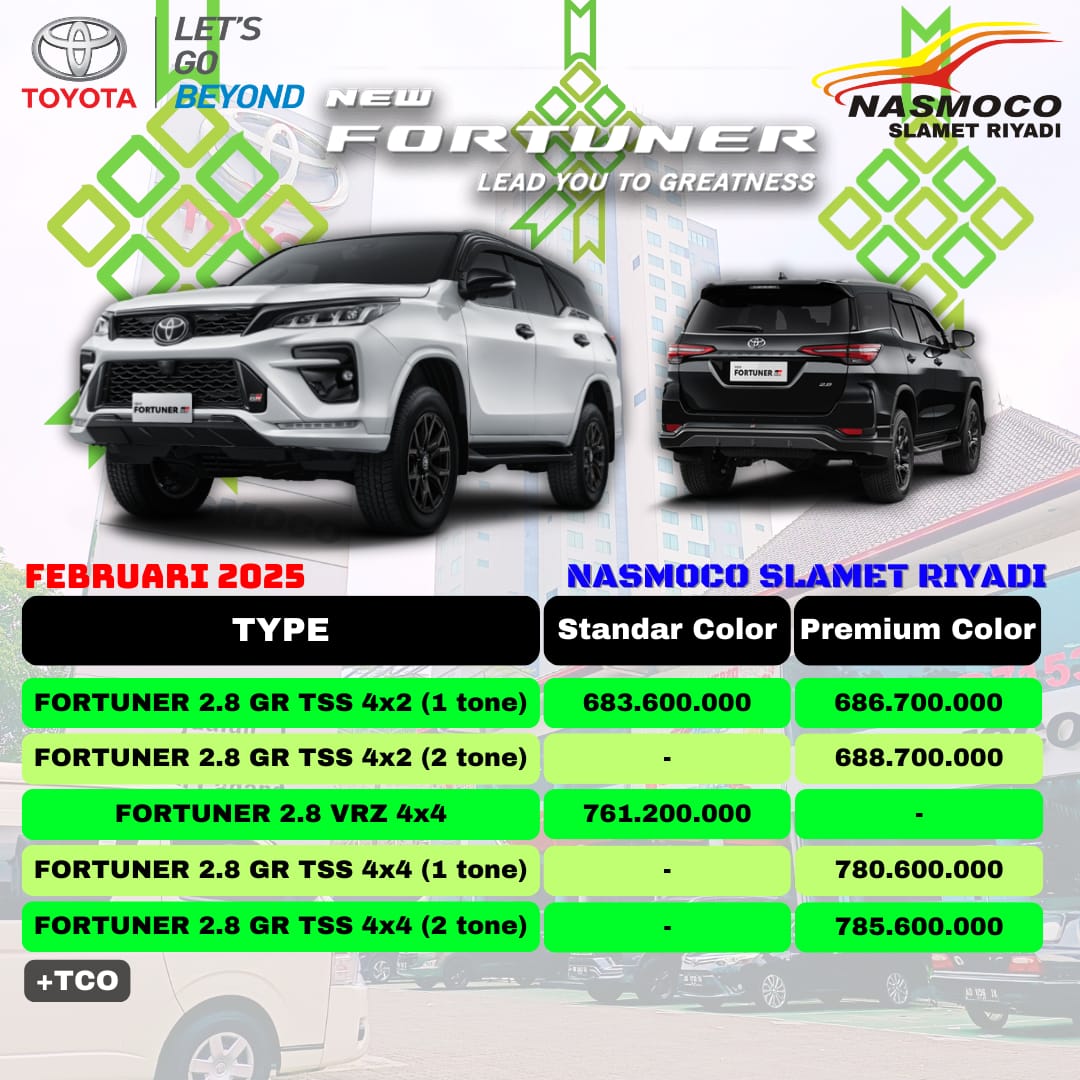 TOYOTA
LET'S
GO
BEYOND
NEW
FORTUNER
LEAD YOU TO GREATNESS
NASMOCO
SLAMET RIYADI
FORTUNER GR
FORTUNER
2.8
FEBRUARI 2025
NASMOCO SLAMET RIYADI
TYPE Standar Color Premium Color
FORTUNER 2.8 GR TSS 4x2 (1 tone) 683.600.000 686.700.000
FORTUNER 2.8 GR TSS 4x2 (2 tone) - 688.700.000
FORTUNER 2.8 VRZ 4x4 761.200.000 -
FORTUNER 2.8 GR TSS 4x4 (1 tone) - 780.600.000
FORTUNER 2.8 GR TSS 4x4 (2 tone) - 785.600.000
+TCO